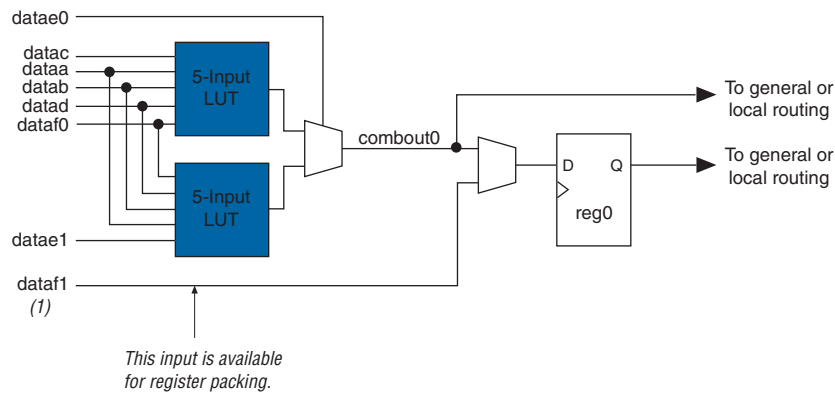 datae0
datac
dataa
datab
datad
dataf0
5-Input
LUT
combout0
To general or
local routing
D Q
reg0
To general or
local routing
5-Input
LUT
datae1
dataf1
(1)
This input is available
for register packing.